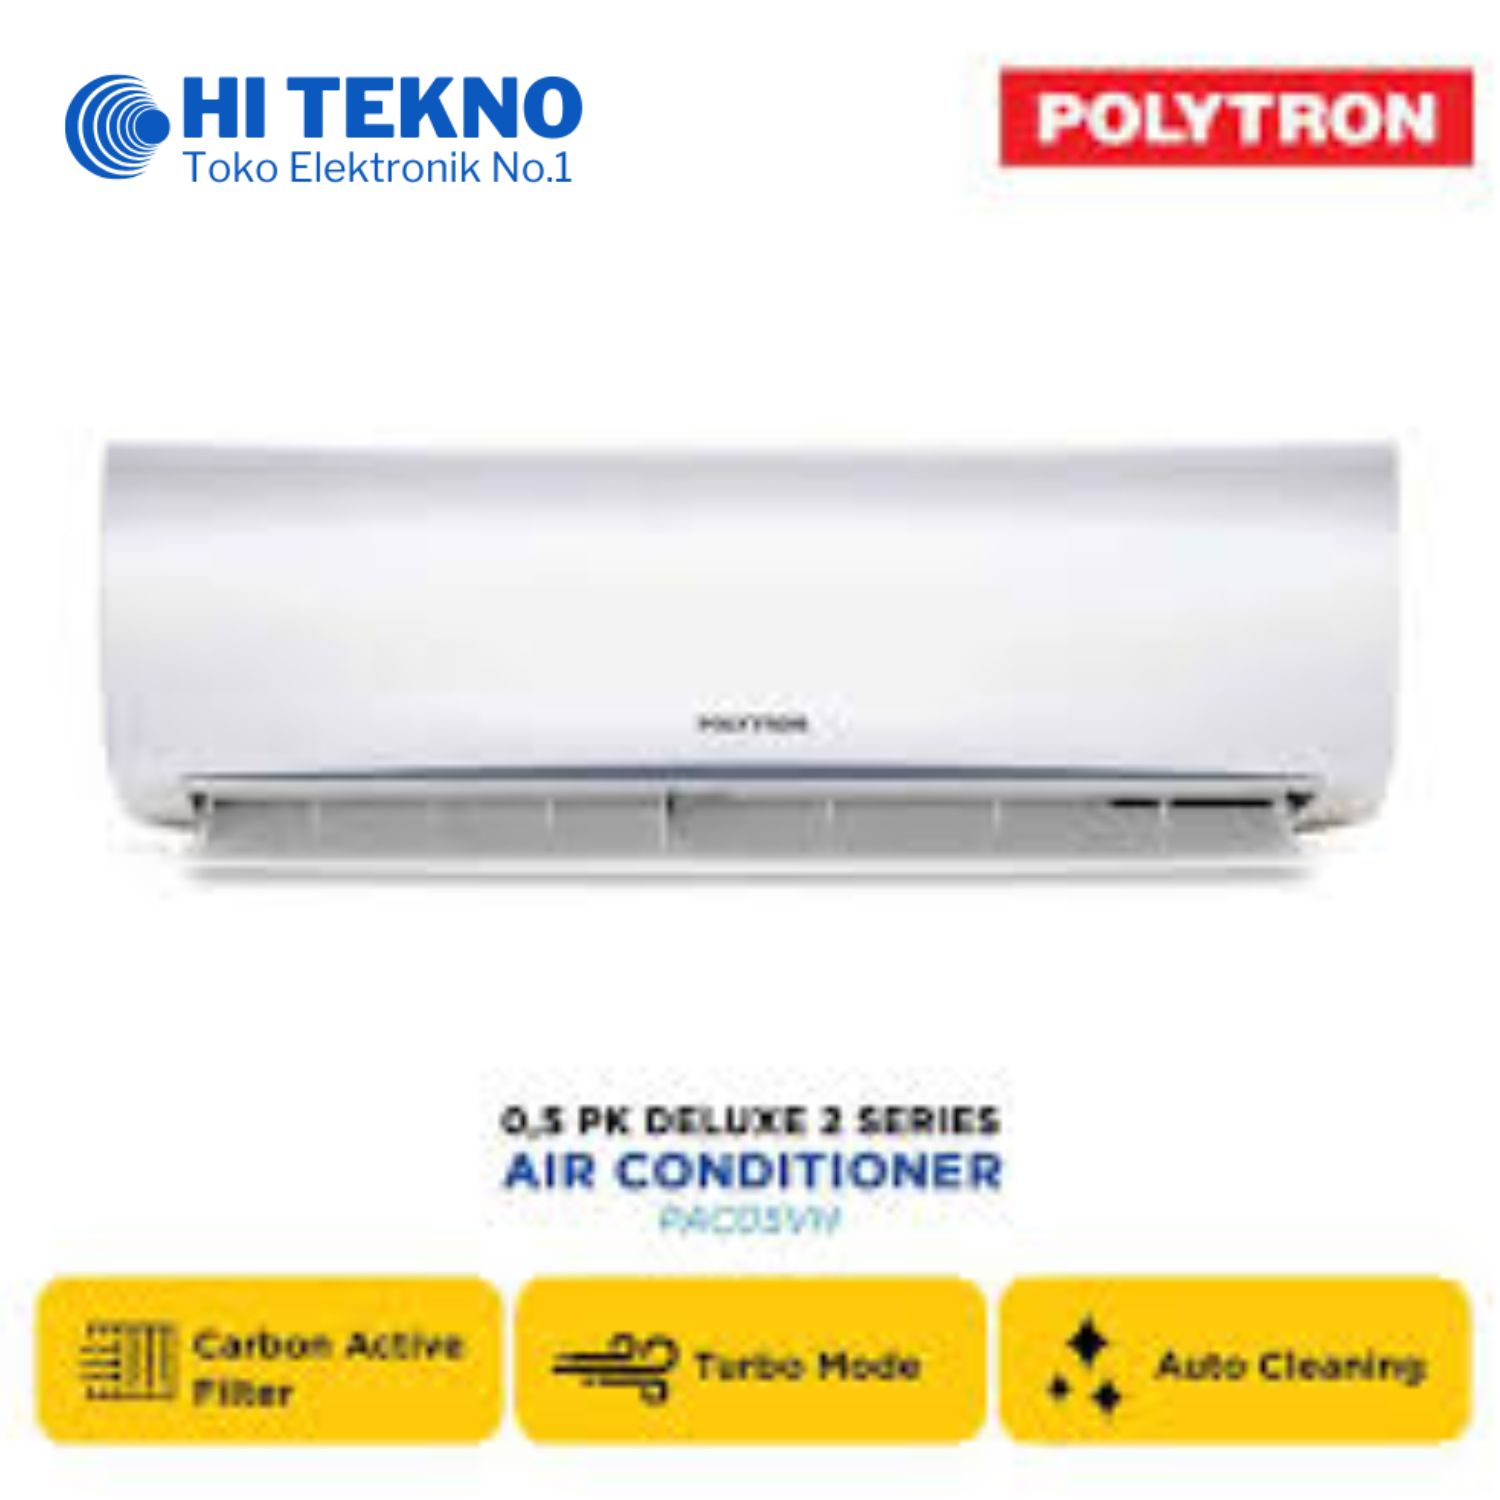 HI TEKNO
Toko Elektronik No.1
POLYTRON
POLYTRON
0,5 PK DELUXE 2 SERIES
AIR CONDITIONER
Carbon Active
Filter
Turbo Mode
Auto Cleaning